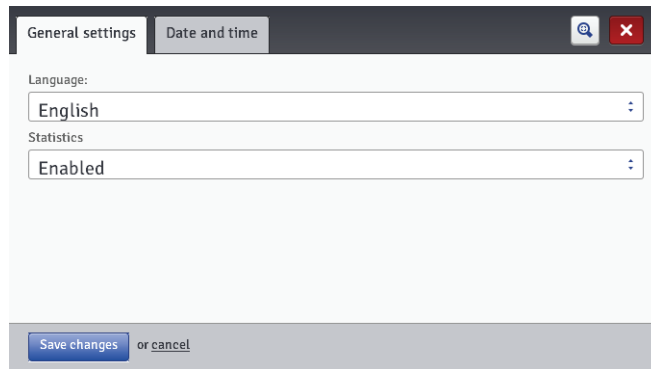 General settings Date and time
Language:
English
Statistics
Enabled
Save changes or cancel